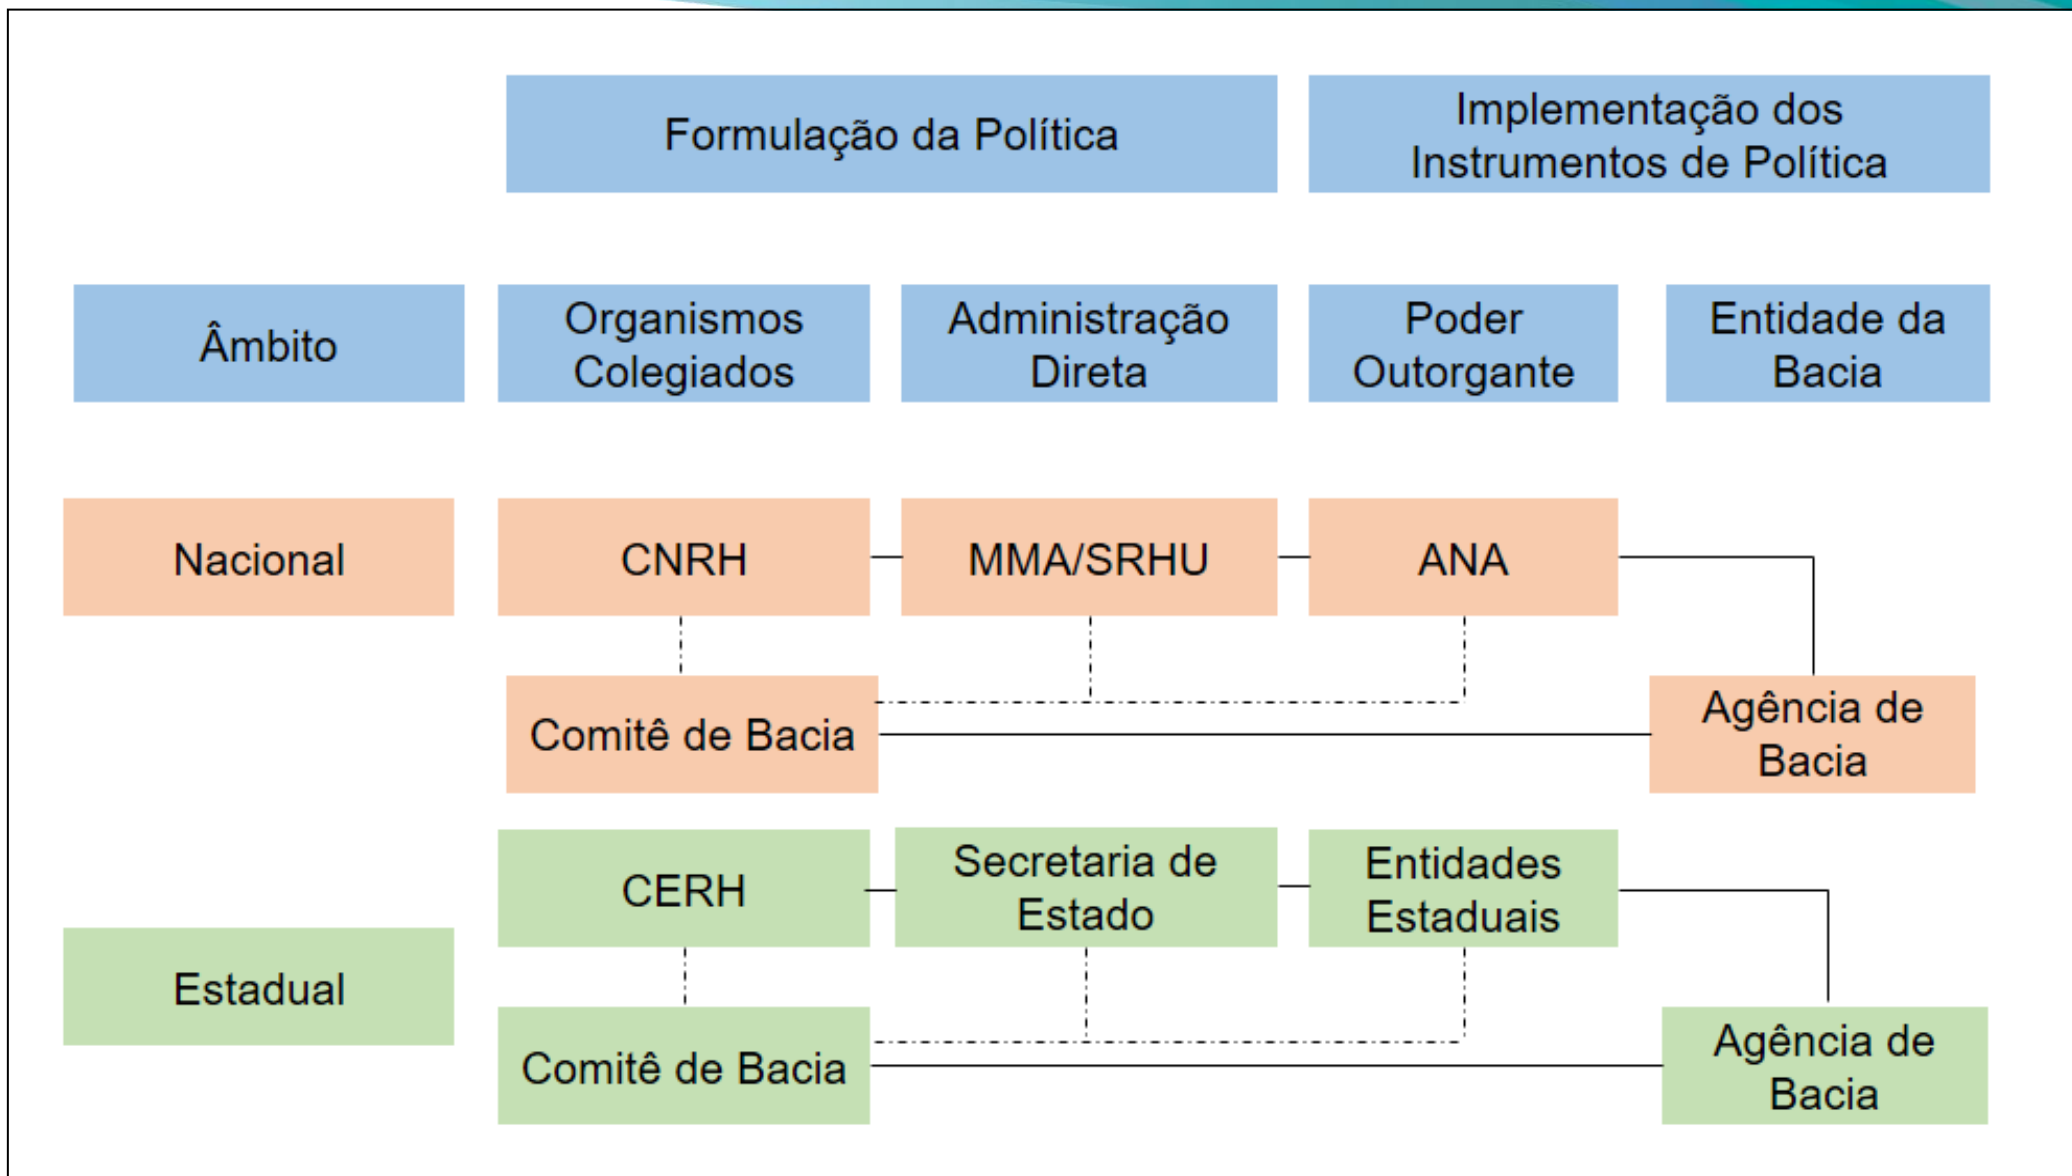 Formulação da Política
Implementação dos
Instrumentos de Política
Âmbito
Organismos
Colegiados
Administração
Direta
Poder
Outorgante
Entidade da
Bacia
Nacional
CNRH
MMA/SRHU
ANA
Comitê de Bacia
Agência de
Bacia
Estadual
CERH
Secretaria de
Estado
Entidades
Estaduais
Comitê de Bacia
Agência de
Bacia